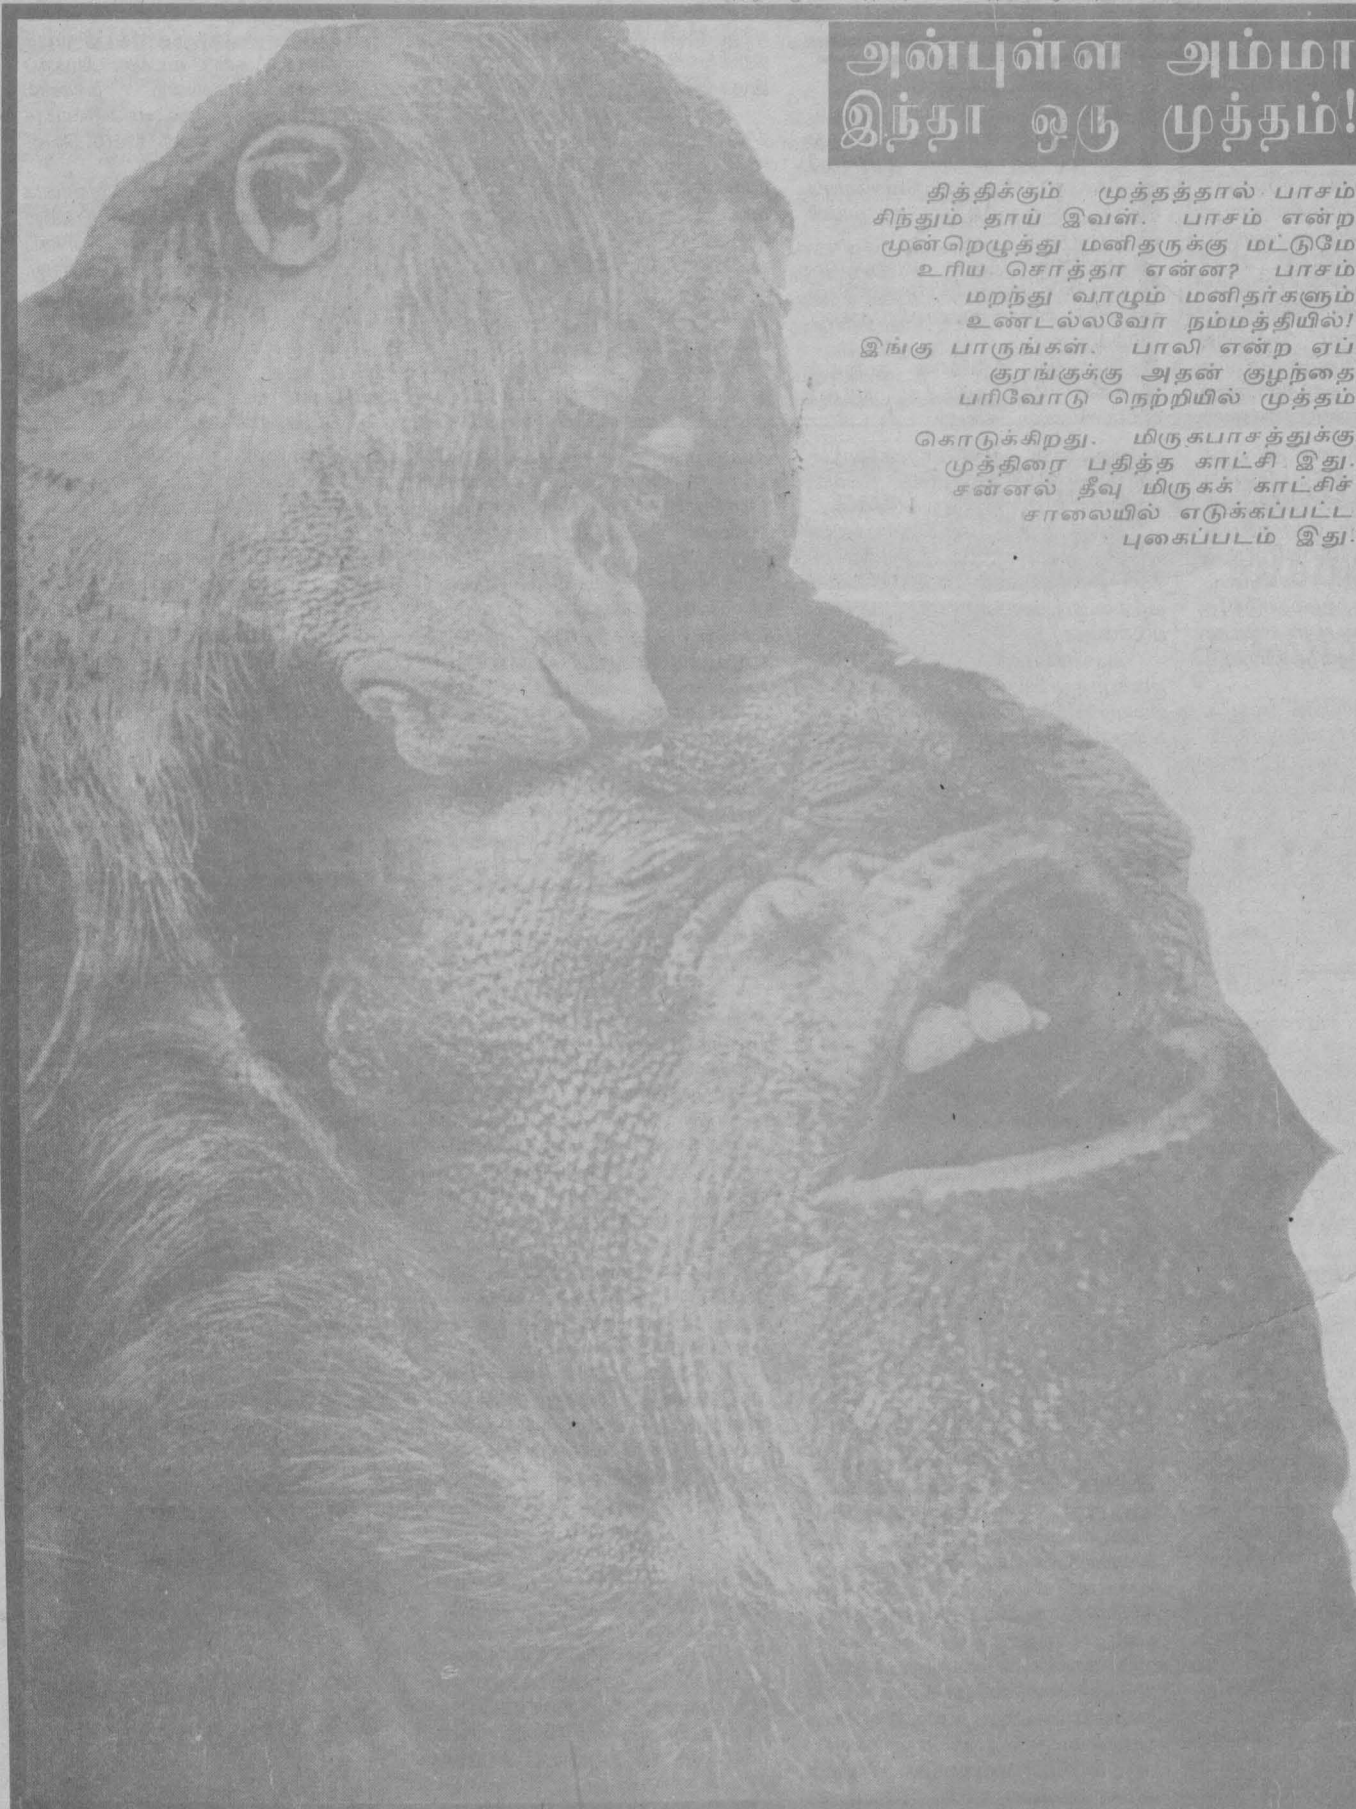 அன்புள்ள அம்மா
இந்தா ஒரு முத்தம்!
தித்திக்கும் முத்தத்தால் பாசம்
சிந்தும் தாய் இவள். பாசம் என்ற
மூன்றெழுத்து மனிதருக்கு மட்டுமே
உரிய சொத்தா என்ன? பாசம்
மறந்து வாழும் மனிதர்களும்
உண்டல்லவோ நம்மத்தியில்!
இங்கு பாருங்கள். பாலி என்ற ஏப்
குரங்குக்கு அதன் குழந்தை
பரிவோடு நெற்றியில் முத்தம்
கொடுக்கிறது. மிருகபாசத்துக்கு
முத்திரை பதித்த காட்சி இது.
சன்னல் தீவு மிருகக் காட்சிச்
சாலையில் எடுக்கப்பட்ட
புகைப்படம் இது.